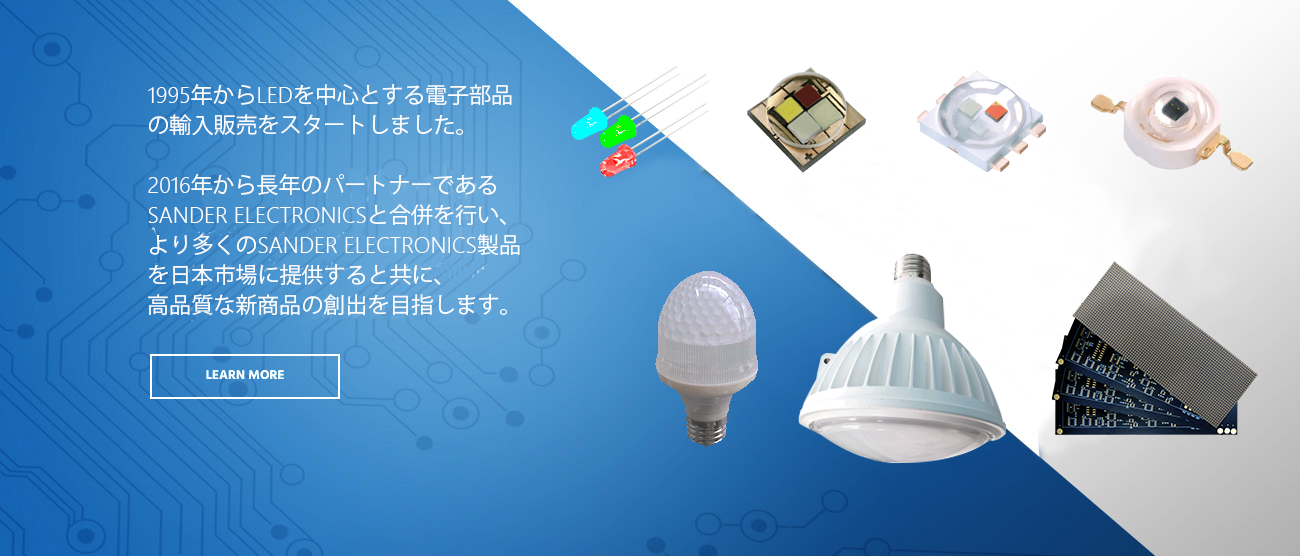 1995年からLEDを中心とする電子部品
の輸入販売をスタートしました。
2016年から長年のパートナーである
SANDER ELECTRONICSと合併を行い、
より多くのSANDER ELECTRONICS製品
を日本市場に提供すると共に、
高品質な新商品の創出を目指します。
LEARN MORE